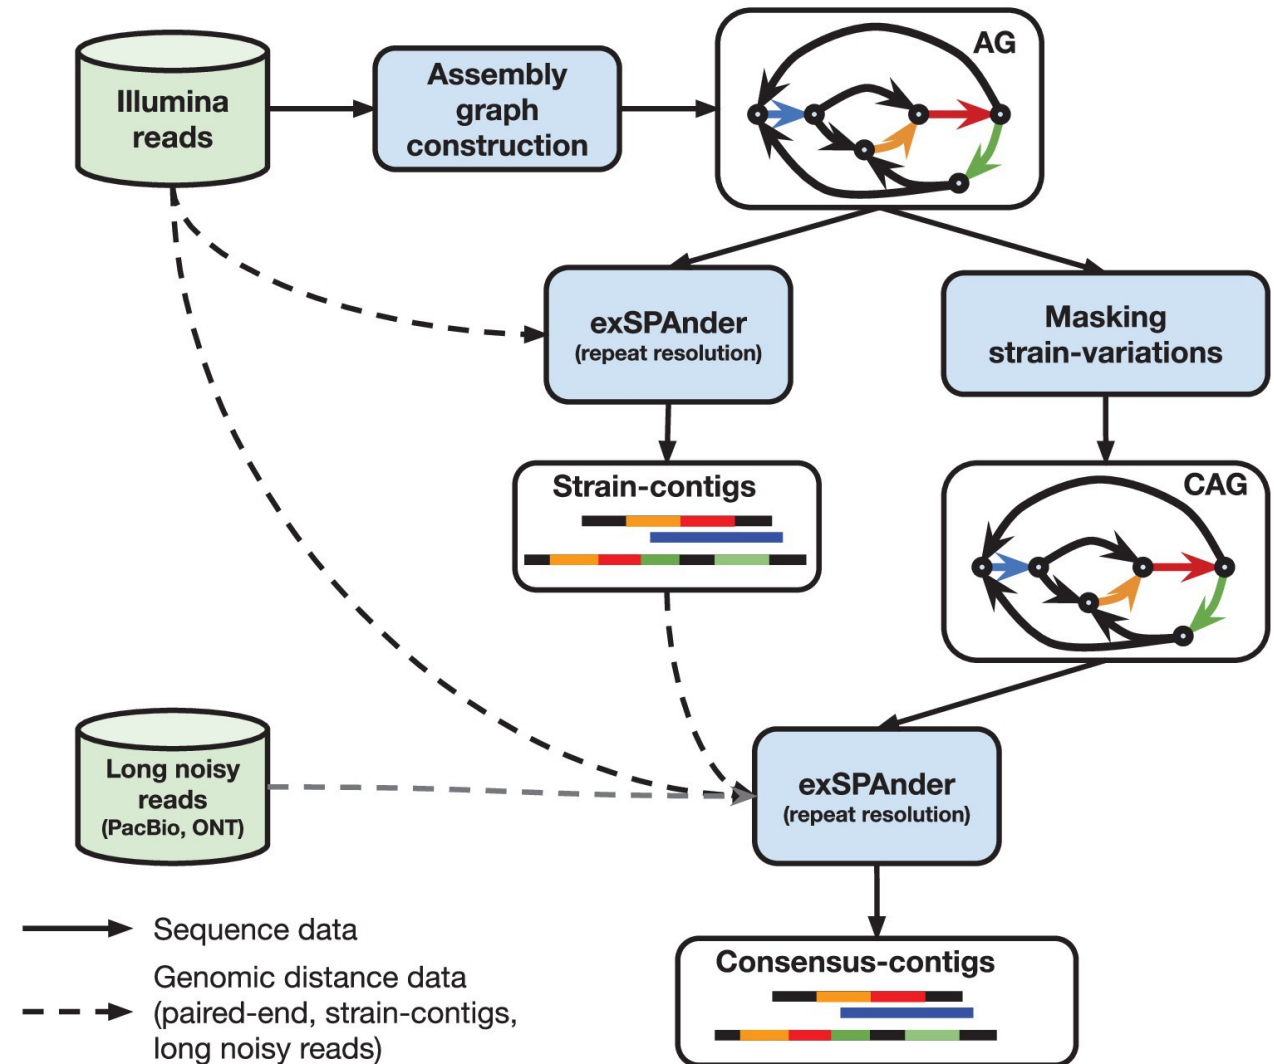 Illumina
reads
Assembly
graph
construction
AG
exSPAnder
(repeat resolution)
Masking
strain-variations
Strain-contigs
CAG
Long noisy
reads
(PacBio, ONT)
exSPAnder
(repeat resolution)
Sequence data
Genomic distance data
(paired-end, strain-contigs,
long noisy reads)
Consensus-contigs